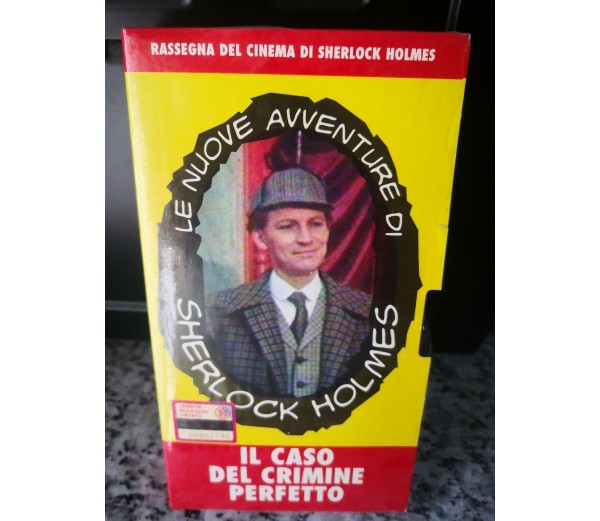 RASSEGNA DEL CINEMA DI SHERLOCK HOLMES
LE NUOVE AVVENTURE DI
SHERLOCK HOLMES
IL CASO
DEL CRIMINE
PERFETTO